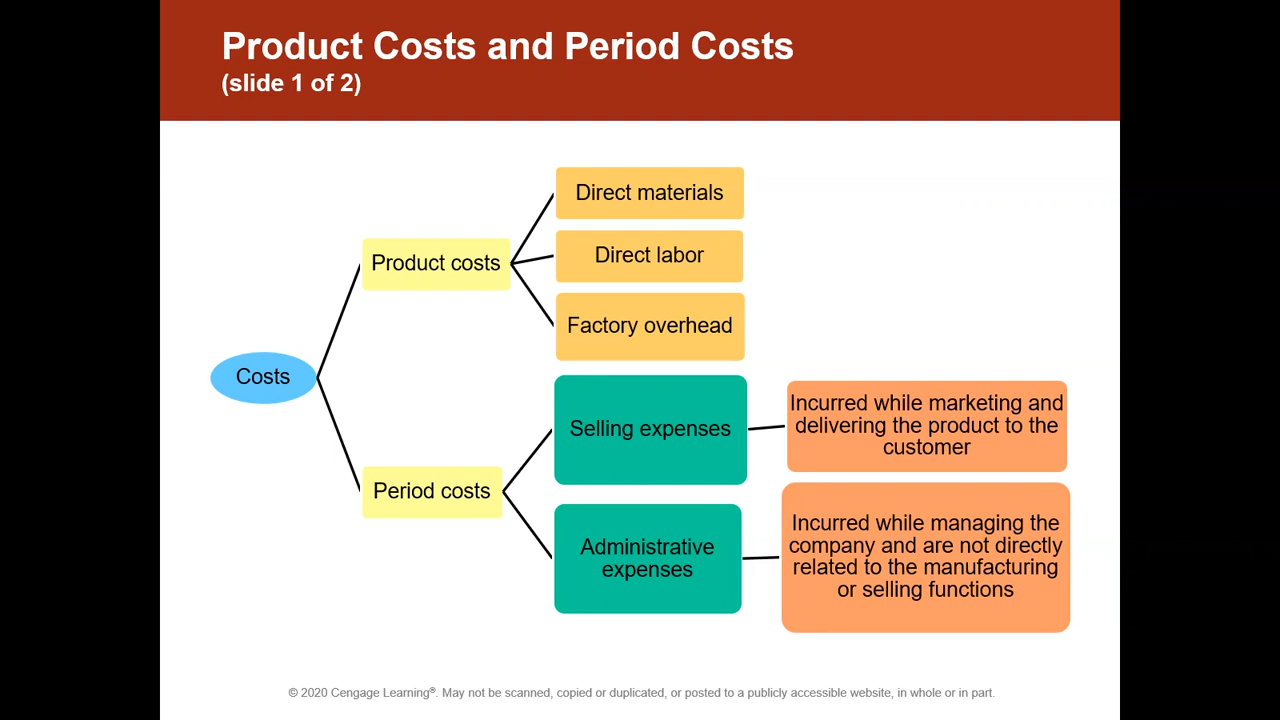 Product Costs and Period Costs
(slide 1 of 2)
Direct materials
Direct labor
Product costs
Factory overhead
Costs
Selling expenses
Incurred while marketing and
delivering the product to the
customer
Period costs
Administrative
expenses
Incurred while managing the
company and are not directly
related to the manufacturing
or selling functions
© 2020 Cengage Learning®. May not be scanned, copied or duplicated, or posted to a publicly accessible website, in whole or in part.